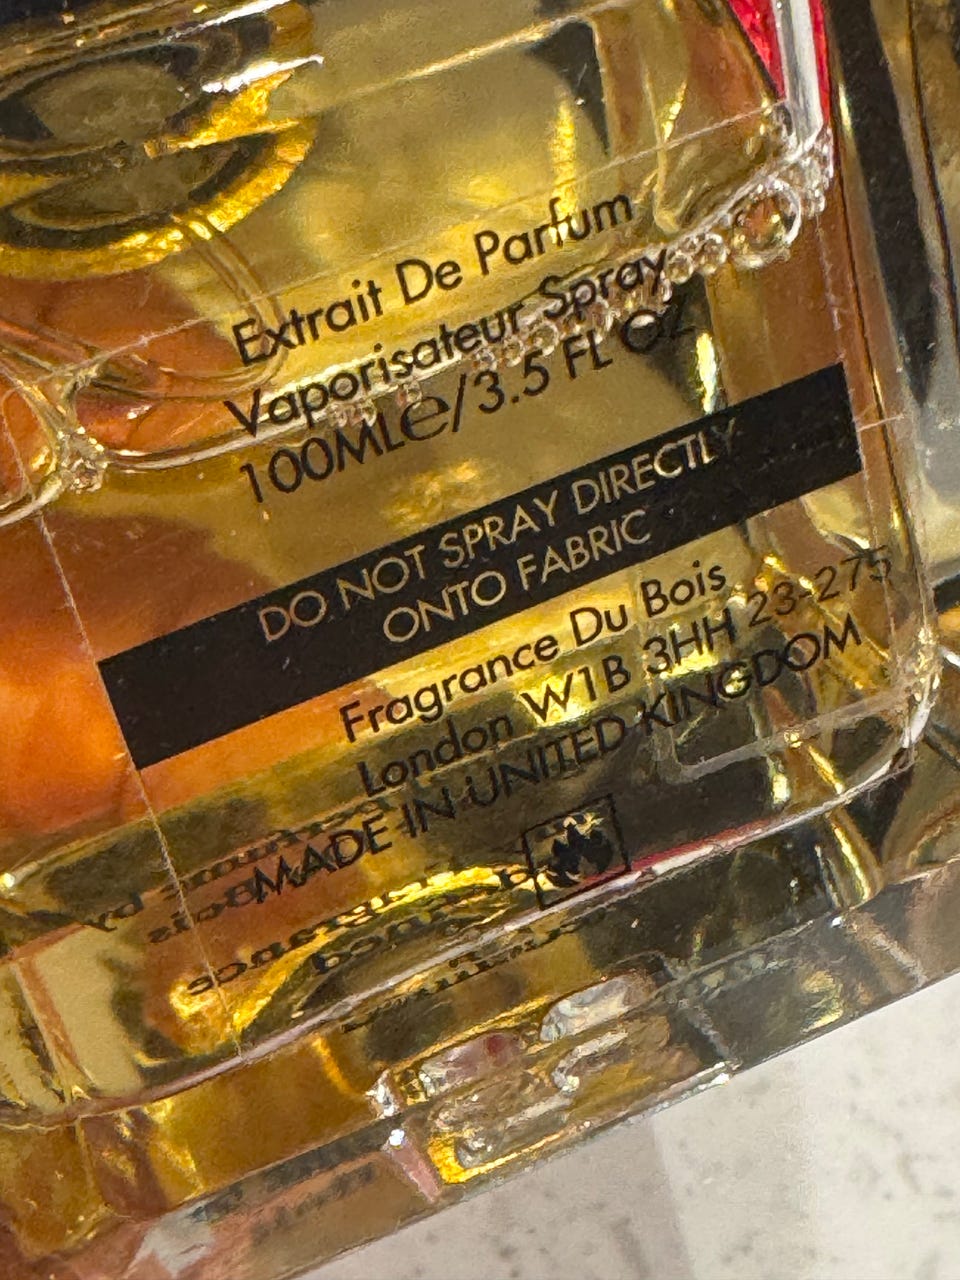 Extrait De Parfum
Vaporisateur Spray
100ML℮/3.5 FL OZ
DO NOT SPRAY DIRECTLY
ONTO FABRIC
Fragrance Du Bois
London W1B 3HH 23-275
MADE IN UNITED KINGDOM